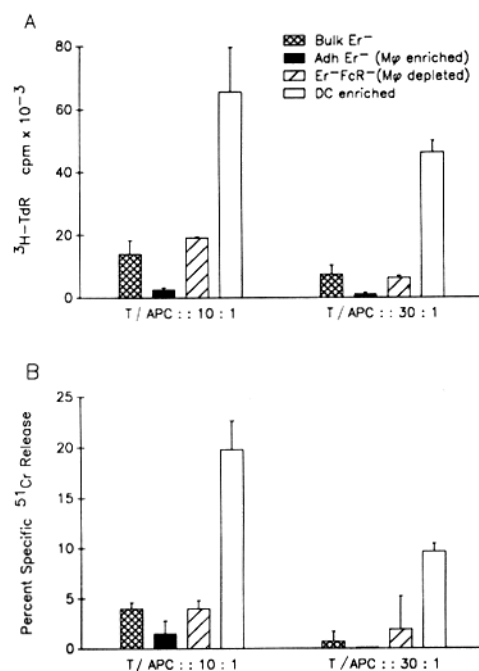 A
Bulk Er⁻
Adh Er⁻ (Mφ enriched)
Er⁻FcR⁻(Mφ depleted)
DC enriched
³H-TdR cpm x 10⁻³
80
60
40
20
0
T/APC::10:1
T/APC::30:1
B
Percent Specific ⁵¹Cr Release
25
20
15
10
5
0
T/APC::10:1
T/APC::30:1